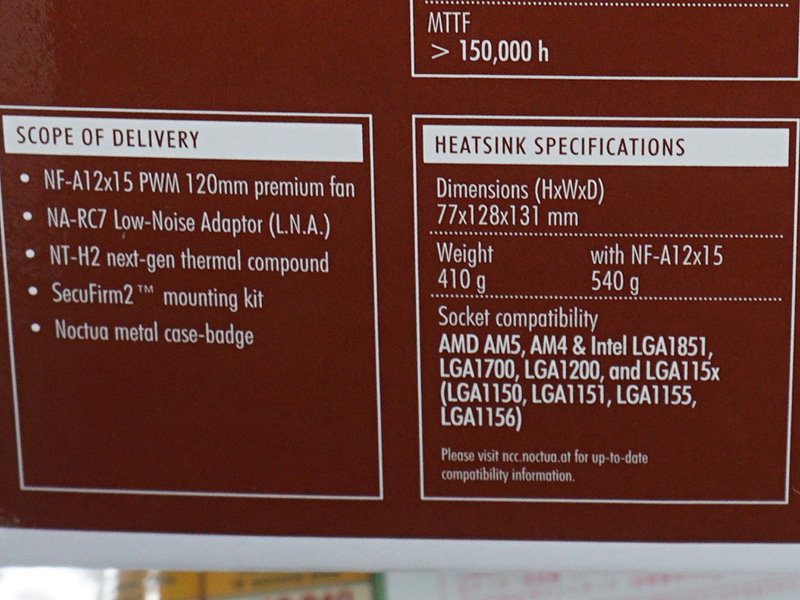 MTTF
> 150,000 h
SCOPE OF DELIVERY
• NF-A12x15 PWM 120mm premium fan
• NA-RC7 Low-Noise Adaptor (L.N.A.)
• NT-H2 next-gen thermal compound
• SecuFirm2™ mounting kit
• Noctua metal case-badge
HEATSINK SPECIFICATIONS
Dimensions (HxWxD)
77x128x131 mm
Weight with NF-A12x15
410 g 540 g
Socket compatibility
AMD AM5, AM4 & Intel LGA1851,
LGA1700, LGA1200, and LGA115x
(LGA1150, LGA1151, LGA1155,
LGA1156)
Please visit ncc.noctua.at for up-to-date
compatibility information.